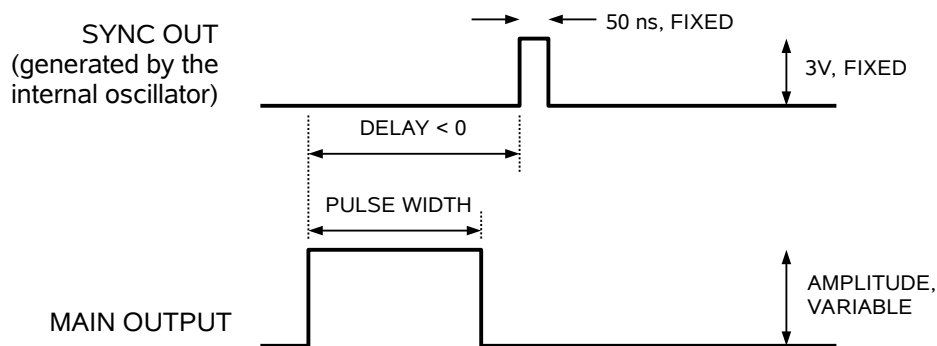 50 ns, FIXED
SYNC OUT
(generated by the
internal oscillator)
3V, FIXED
DELAY < 0
PULSE WIDTH
AMPLITUDE,
VARIABLE
MAIN OUTPUT